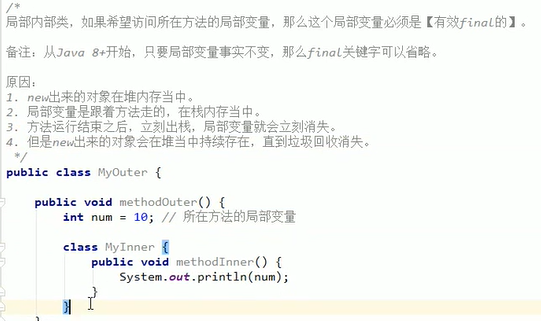 /*
局部内部类，如果希望访问所在方法的局部变量，那么这个局部变量必须是【有效final的】。
备注：从Java 8+开始，只要局部变量事实不变，那么final关键字可以省略。
原因：
1. new出来的对象在堆内存当中。
2. 局部变量是跟着方法走的，在栈内存当中。
3. 方法运行结束之后，立刻出栈，局部变量就会立刻消失。
4. 但是new出来的对象会在堆当中持续存在，直到垃圾回收消失。
*/
public class MyOuter {
public void methodOuter() {
int num = 10; // 所在方法的局部变量
class MyInner {
public void methodInner() {
System.out.println(num);
}
}
}